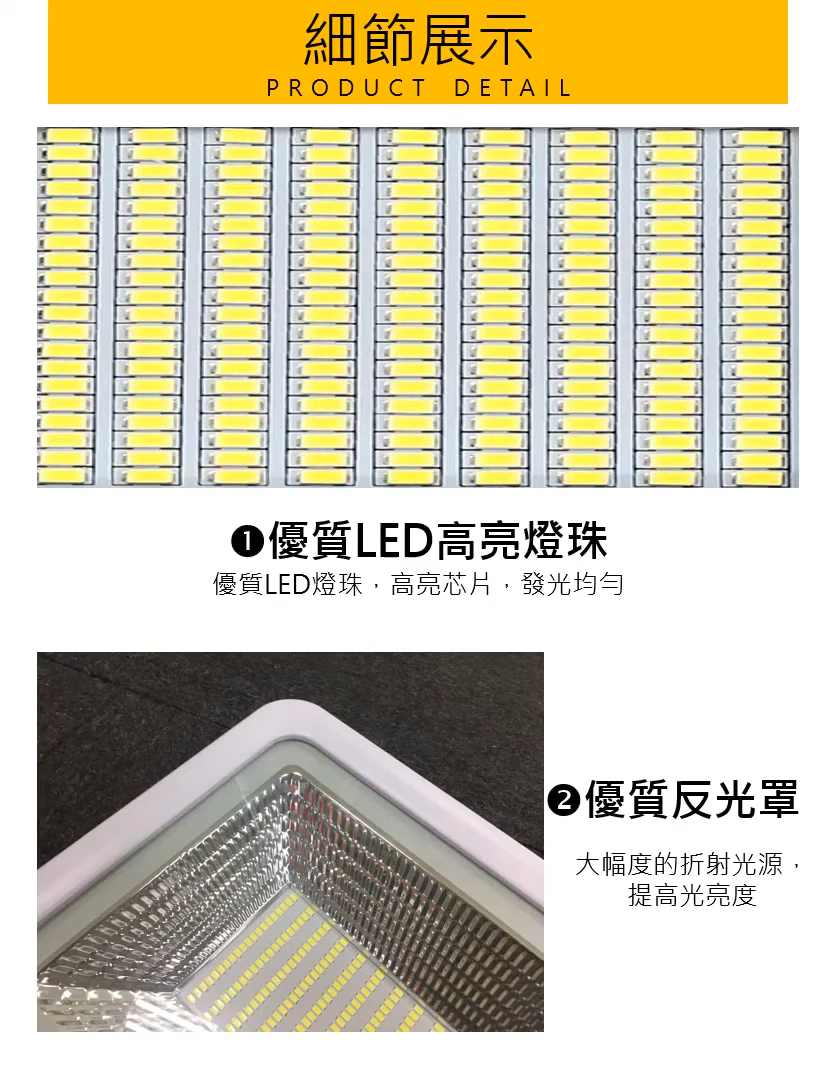 細節展示
PRODUCT DETAIL
❶優質LED高亮燈珠
優質LED燈珠，高亮芯片，發光均勻
❷優質反光罩
大幅度的折射光源，
提高光亮度